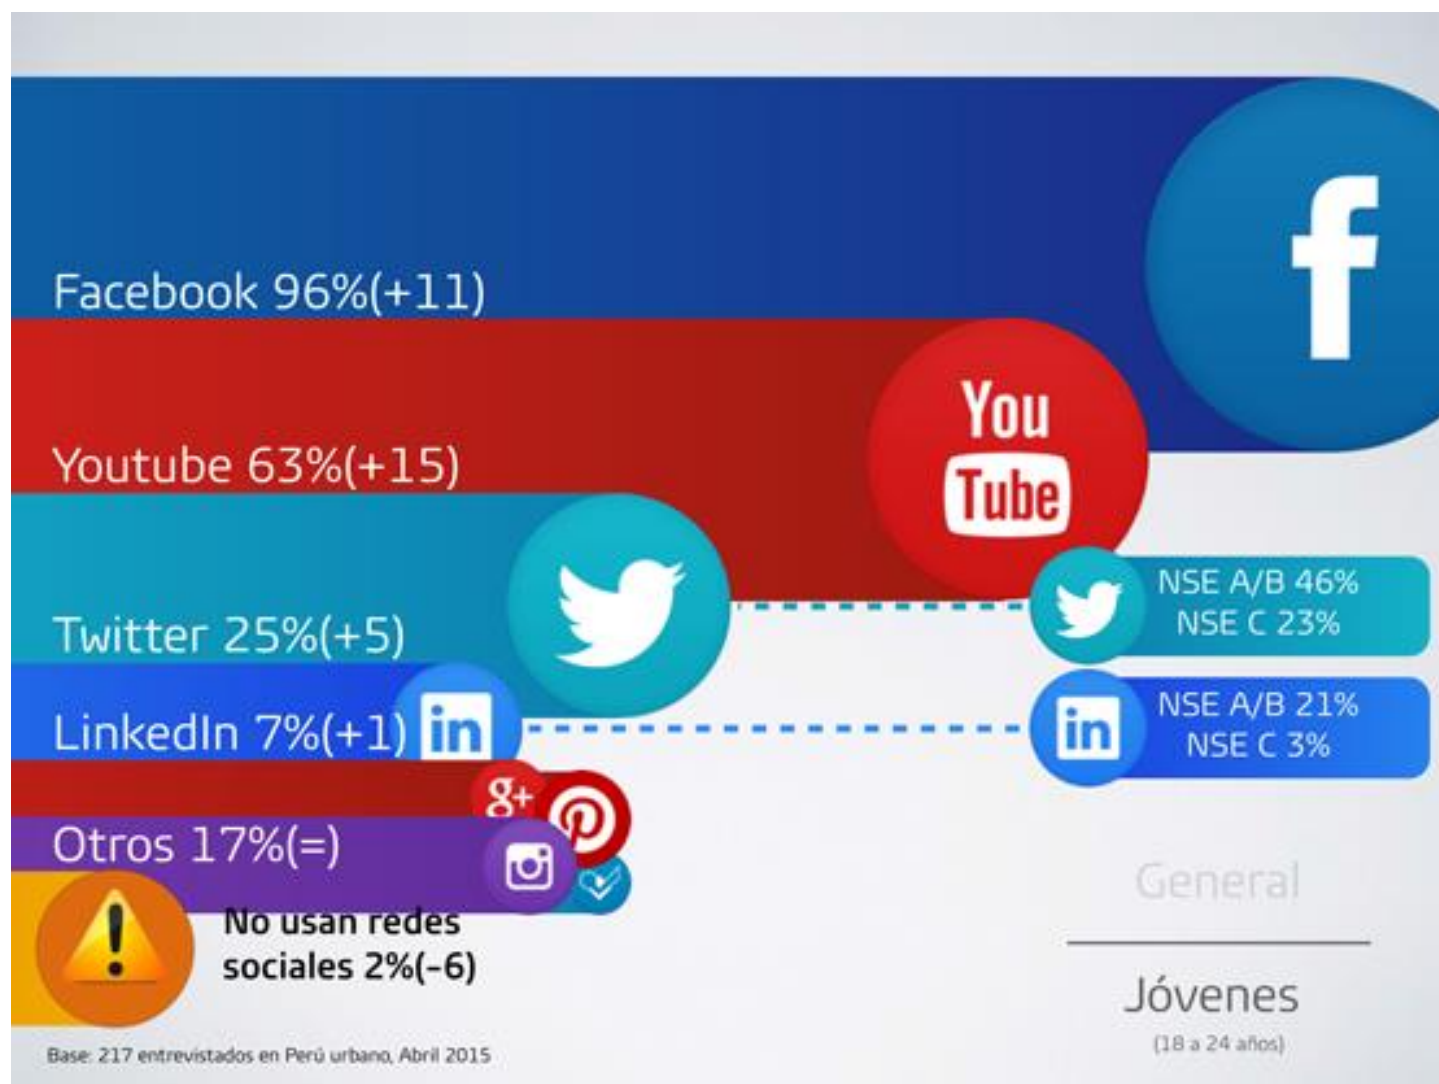 Facebook 96%(+11)
f
Youtube 63%(+15)
You
Tube
Twitter 25%(+5)
NSE A/B 46%
NSE C 23%
LinkedIn 7%(+1)
in
in
NSE A/B 21%
NSE C 3%
g+
Otros 17%(=)
No usan redes
sociales 2%(-6)
General
Jóvenes
(18 a 24 años)
Base: 217 entrevistados en Perú urbano, Abril 2015